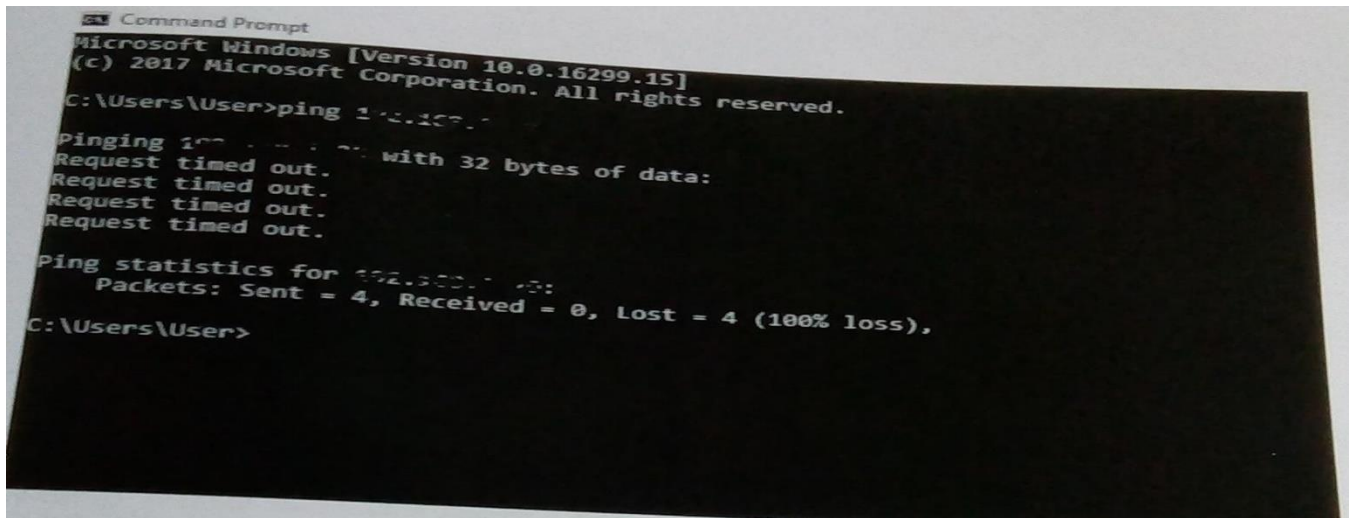 Command Prompt
Microsoft Windows [Version 10.0.16299.15]
(c) 2017 Microsoft Corporation. All rights reserved.
C:\Users\User>ping
Pinging with 32 bytes of data:
Request timed out.
Request timed out.
Request timed out.
Request timed out.
Ping statistics for
Packets: Sent = 4, Received = 0, Lost = 4 (100% loss),
C:\Users\User>